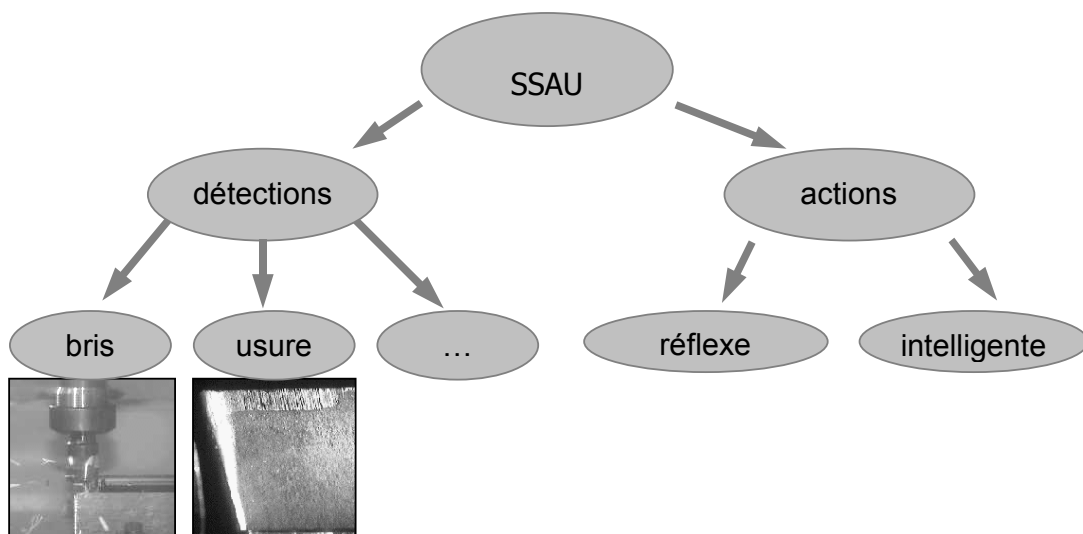 SSAU
détections
actions
bris
usure
…
réflexe
intelligente